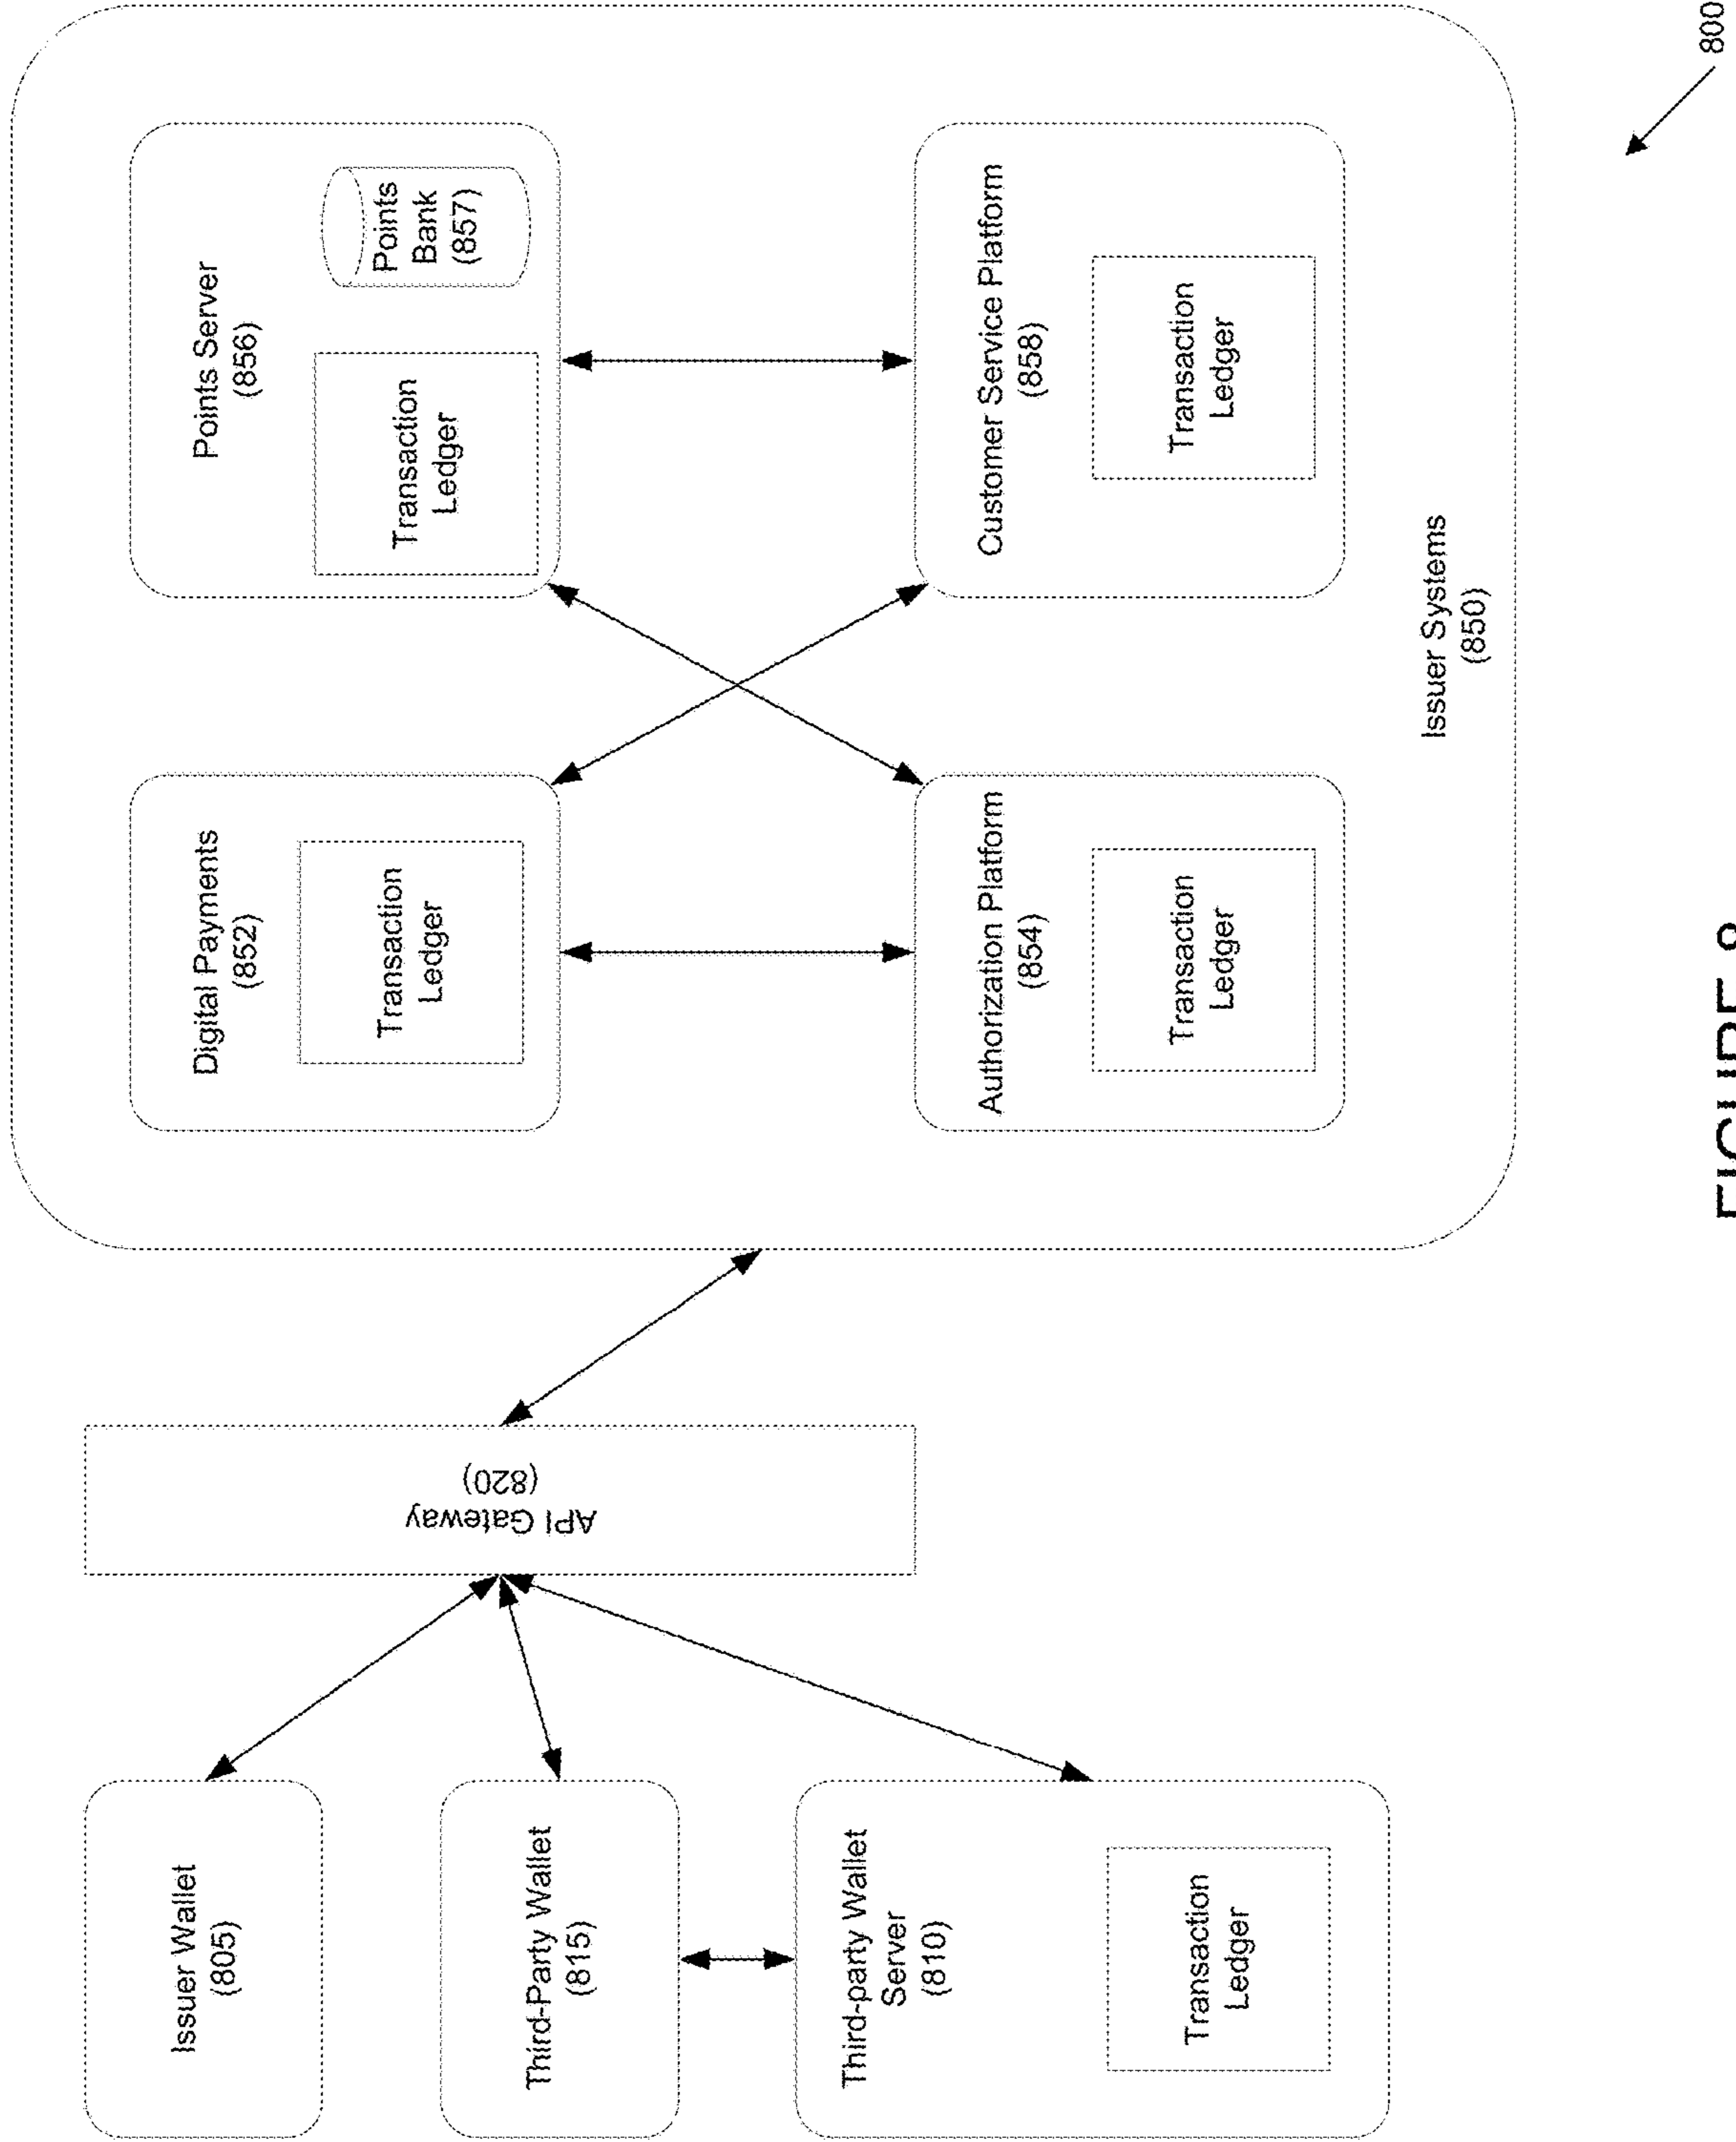 Issuer Wallet
(805)
Third-Party Wallet
(815)
Third-party Wallet
Server
(810)
Transaction
Ledger
API Gateway
(820)
Digital Payments
(852)
Transaction
Ledger
Authorization Platform
(854)
Transaction
Ledger
Points Server
(856)
Transaction
Ledger
Points
Bank
(857)
Customer Service Platform
(858)
Transaction
Ledger
Issuer Systems
(850)
800
FIGURE 8